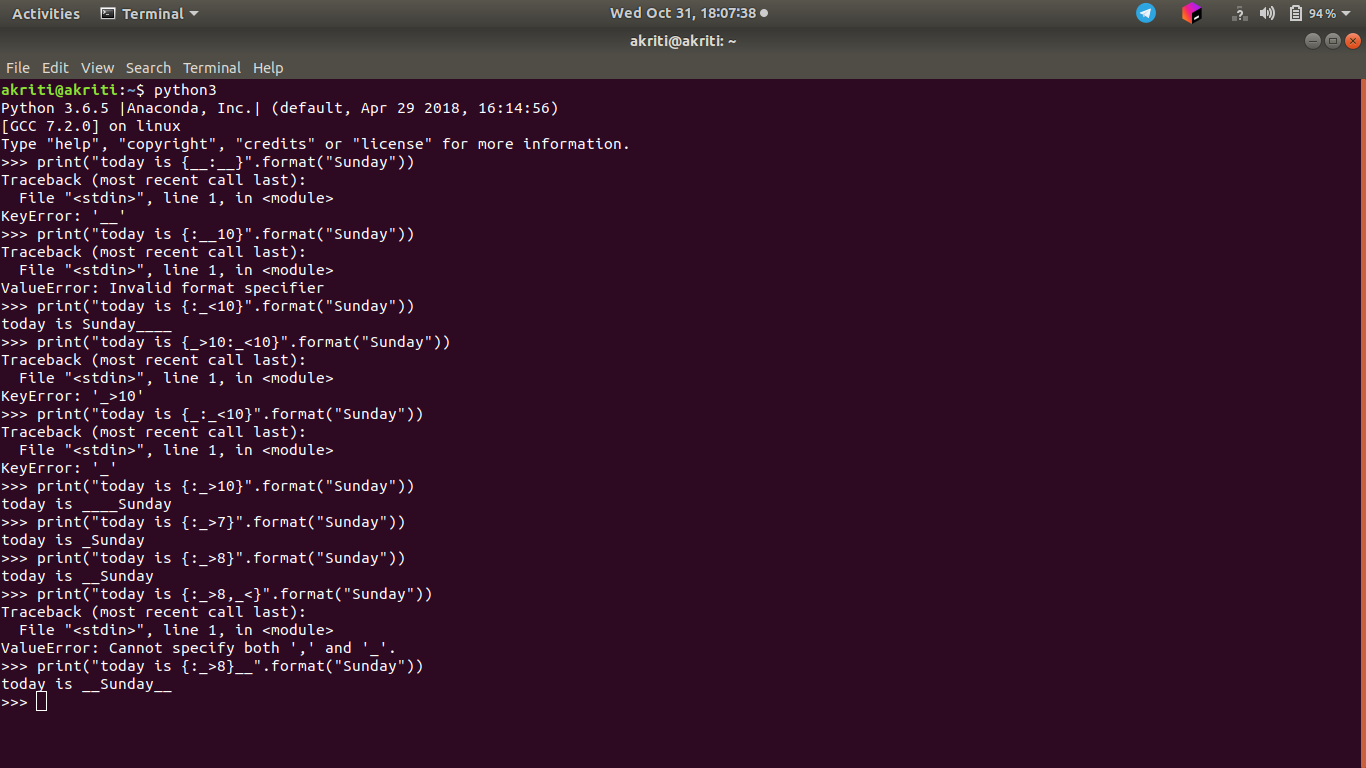 Activities Terminal Wed Oct 31, 18:07:38 94%
akriti@akriti: ~
File Edit View Search Terminal Help
akriti@akriti:~$ python3
Python 3.6.5 |Anaconda, Inc.| (default, Apr 29 2018, 16:14:56)
[GCC 7.2.0] on linux
Type "help", "copyright", "credits" or "license" for more information.
>>> print("today is {__:__}".format("Sunday"))
Traceback (most recent call last):
  File "<stdin>", line 1, in <module>
KeyError: '__'
>>> print("today is {:__10}".format("Sunday"))
Traceback (most recent call last):
  File "<stdin>", line 1, in <module>
ValueError: Invalid format specifier
>>> print("today is {:_<10}".format("Sunday"))
today is Sunday____
>>> print("today is {_>10:_<10}".format("Sunday"))
Traceback (most recent call last):
  File "<stdin>", line 1, in <module>
KeyError: '_>10'
>>> print("today is {_:_<10}".format("Sunday"))
Traceback (most recent call last):
  File "<stdin>", line 1, in <module>
KeyError: '_'
>>> print("today is {:_>10}".format("Sunday"))
today is ____Sunday
>>> print("today is {:_>7}".format("Sunday"))
today is _Sunday
>>> print("today is {:_>8}".format("Sunday"))
today is __Sunday
>>> print("today is {:_>8,_<}".format("Sunday"))
Traceback (most recent call last):
  File "<stdin>", line 1, in <module>
ValueError: Cannot specify both ',' and '_'.
>>> print("today is {:_>8}__".format("Sunday"))
today is __Sunday__
>>>